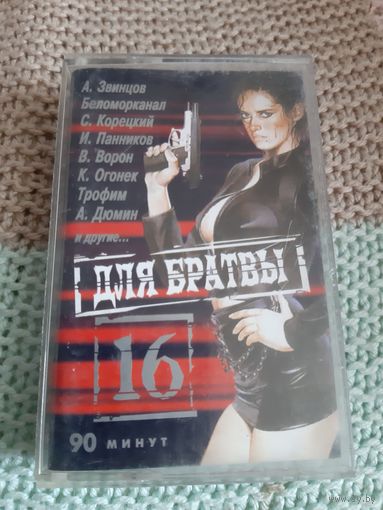 А. Звинцов
Беломорканал
С. Корецкий
И. Панников
В. Ворон
К. Огонек
Трофим
А. Дюмин
и другие...
ДЛЯ БРАТВЫ
16
90 МИНУТ